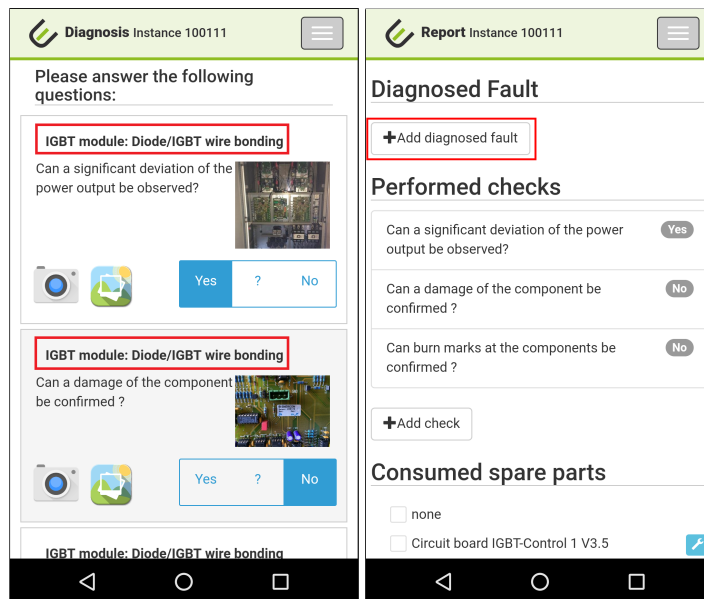 Diagnosis Instance 100111
Please answer the following
questions:
IGBT module: Diode/IGBT wire bonding
Can a significant deviation of the
power output be observed?
Yes ? No
IGBT module: Diode/IGBT wire bonding
Can a damage of the component
be confirmed ?
Yes ? No
IGBT module: Diode/IGBT wire bonding
Report Instance 100111
Diagnosed Fault
+Add diagnosed fault
Performed checks
Can a significant deviation of the power
output be observed?
Yes
Can a damage of the component be
confirmed ?
No
Can burn marks at the components be
confirmed ?
No
+Add check
Consumed spare parts
none
Circuit board IGBT-Control 1 V3.5